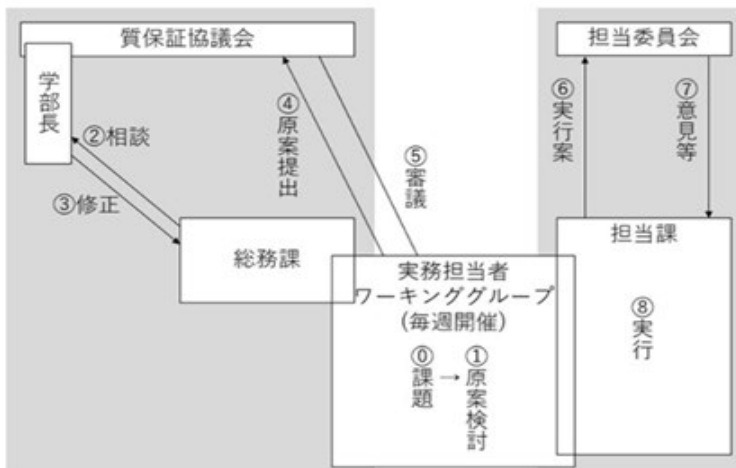 質保証協議会
学部長
②相談
③修正
④原案提出
⑤審議
総務課
実務担当者
ワーキンググループ
(毎週開催)
⓪課題
→
①原案検討
担当委員会
⑥実行案
⑦意見等
担当課
⑧実行